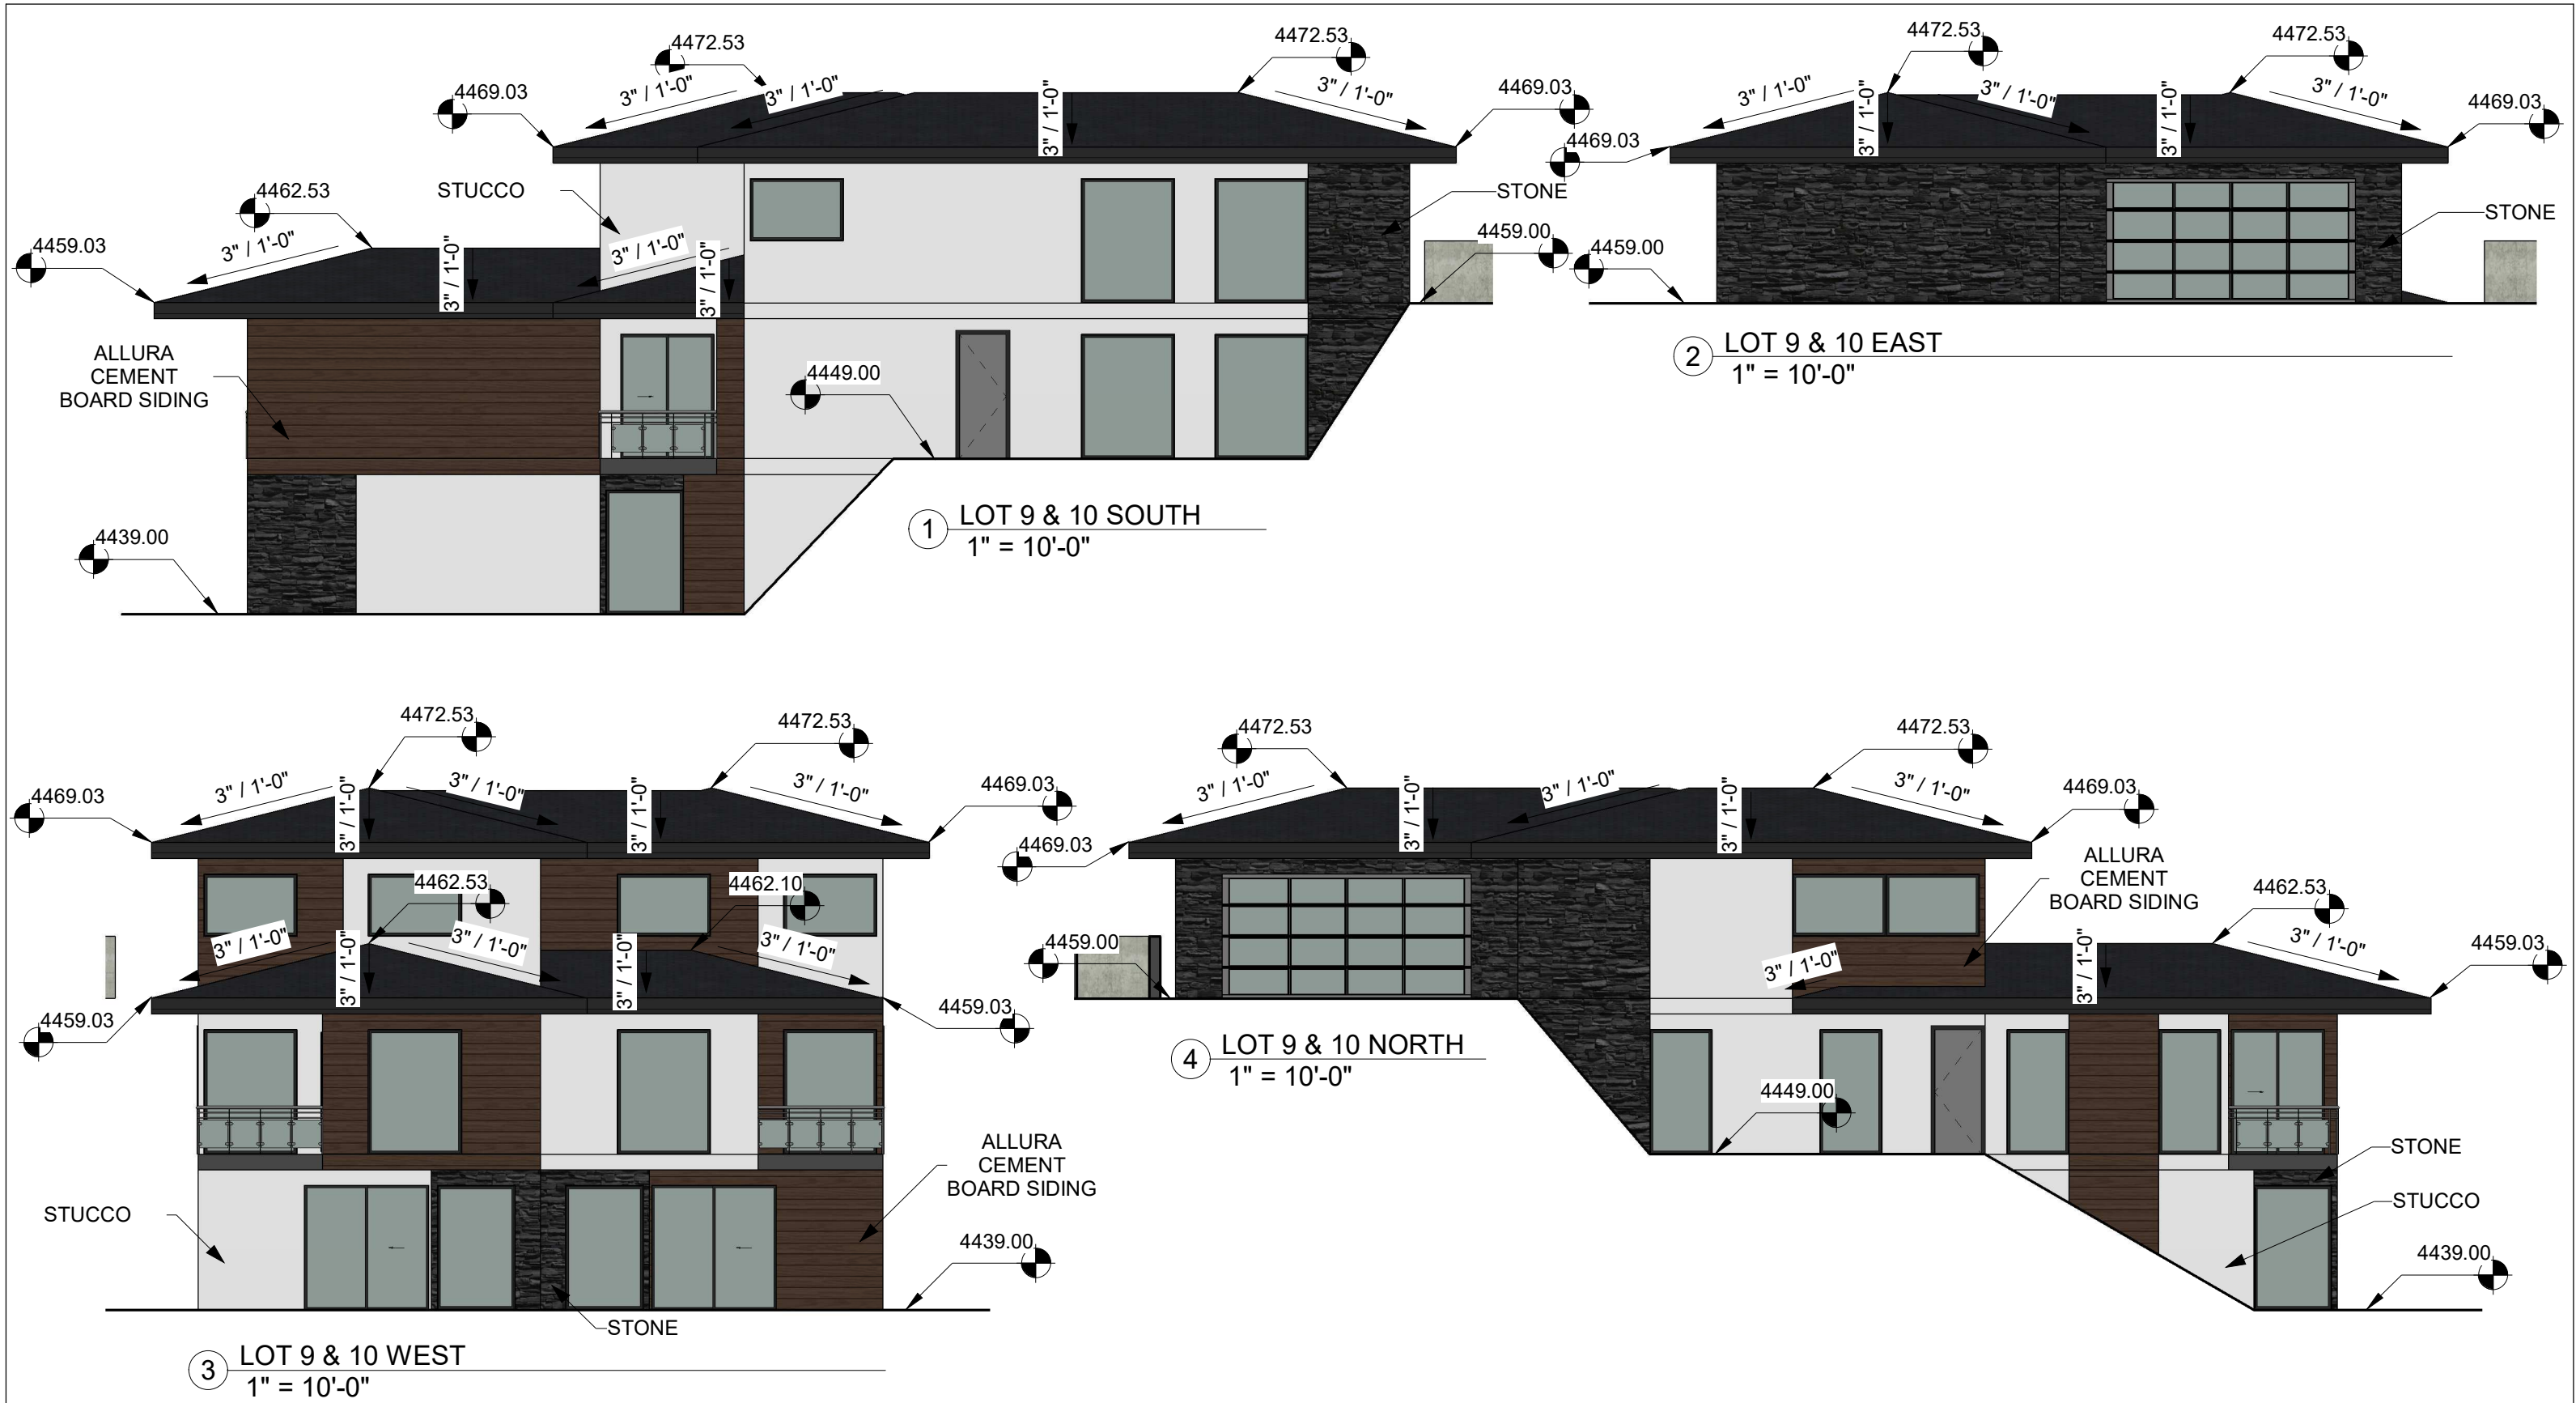 4472.53
4469.03
3" / 1'-0"
3" / 1'-0"
3" / 1'-0"
4472.53
3" / 1'-0"
4469.03
STUCCO
4462.53
4459.03
3" / 1'-0"
3" / 1'-0"
3" / 1'-0"
3" / 1'-0"
STONE
4459.00
ALLURA
CEMENT
BOARD SIDING
4449.00
4439.00
1
LOT 9 & 10 SOUTH
1" = 10'-0"
4472.53
4472.53
3" / 1'-0"
3" / 1'-0"
3" / 1'-0"
3" / 1'-0"
3" / 1'-0"
4469.03
4469.03
STONE
4459.00
2
LOT 9 & 10 EAST
1" = 10'-0"
4472.53
4472.53
4469.03
3" / 1'-0"
3" / 1'-0"
3" / 1'-0"
3" / 1'-0"
3" / 1'-0"
4469.03
4462.53
4462.10
3" / 1'-0"
3" / 1'-0"
3" / 1'-0"
3" / 1'-0"
3" / 1'-0"
4459.03
4459.03
ALLURA
CEMENT
BOARD SIDING
STUCCO
4439.00
STONE
3
LOT 9 & 10 WEST
1" = 10'-0"
4472.53
4472.53
3" / 1'-0"
3" / 1'-0"
3" / 1'-0"
3" / 1'-0"
3" / 1'-0"
4469.03
4469.03
ALLURA
CEMENT
BOARD SIDING
4462.53
4459.00
3" / 1'-0"
3" / 1'-0"
3" / 1'-0"
4459.03
4
LOT 9 & 10 NORTH
1" = 10'-0"
4449.00
STONE
STUCCO
4439.00